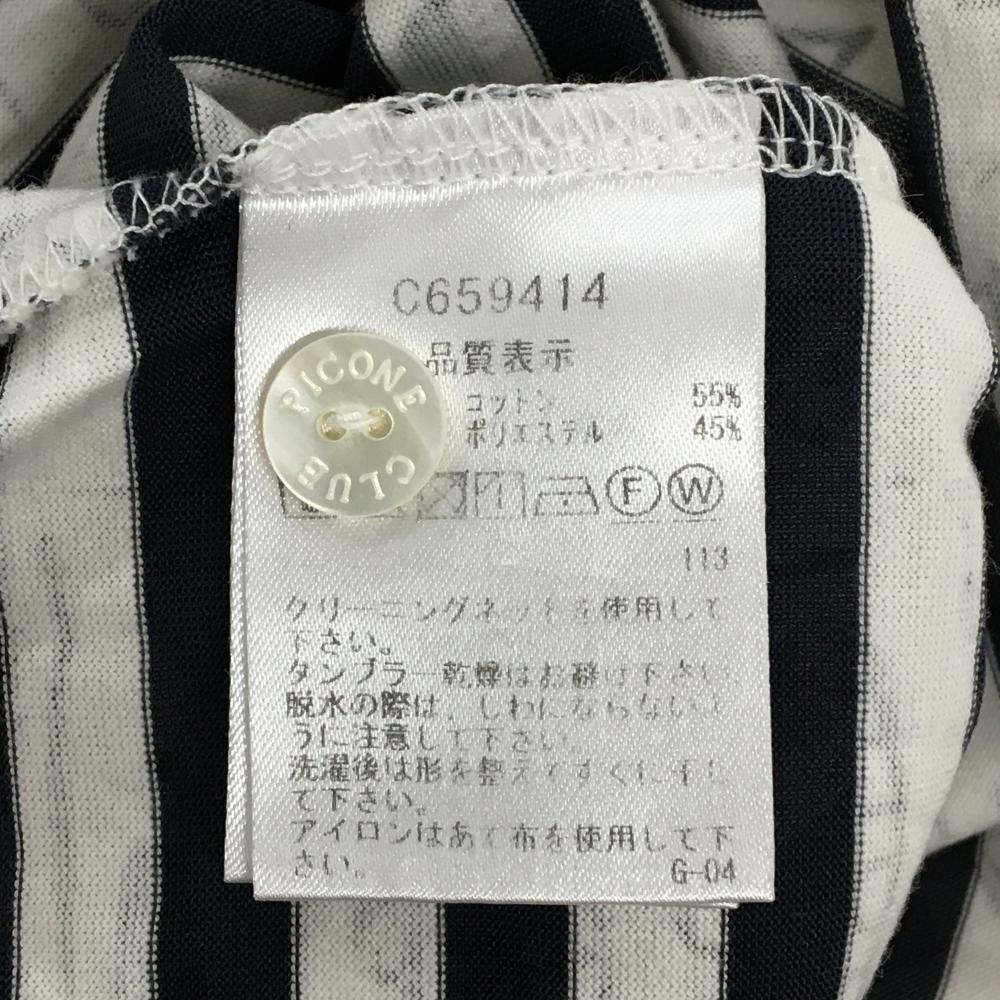 C659414
品質表示
コットン 55%
ポリエステル 45%
PICONE
CLUB
F W
113
クリーニングネットを使用して
下さい。
タンブラー乾燥はお避け下さい
脱水の際は、しわにならないよ
うに注意して下さい。
洗濯後は形を整えてすぐに干し
て下さい。
アイロンはあて布を使用して下
さい。
G-04